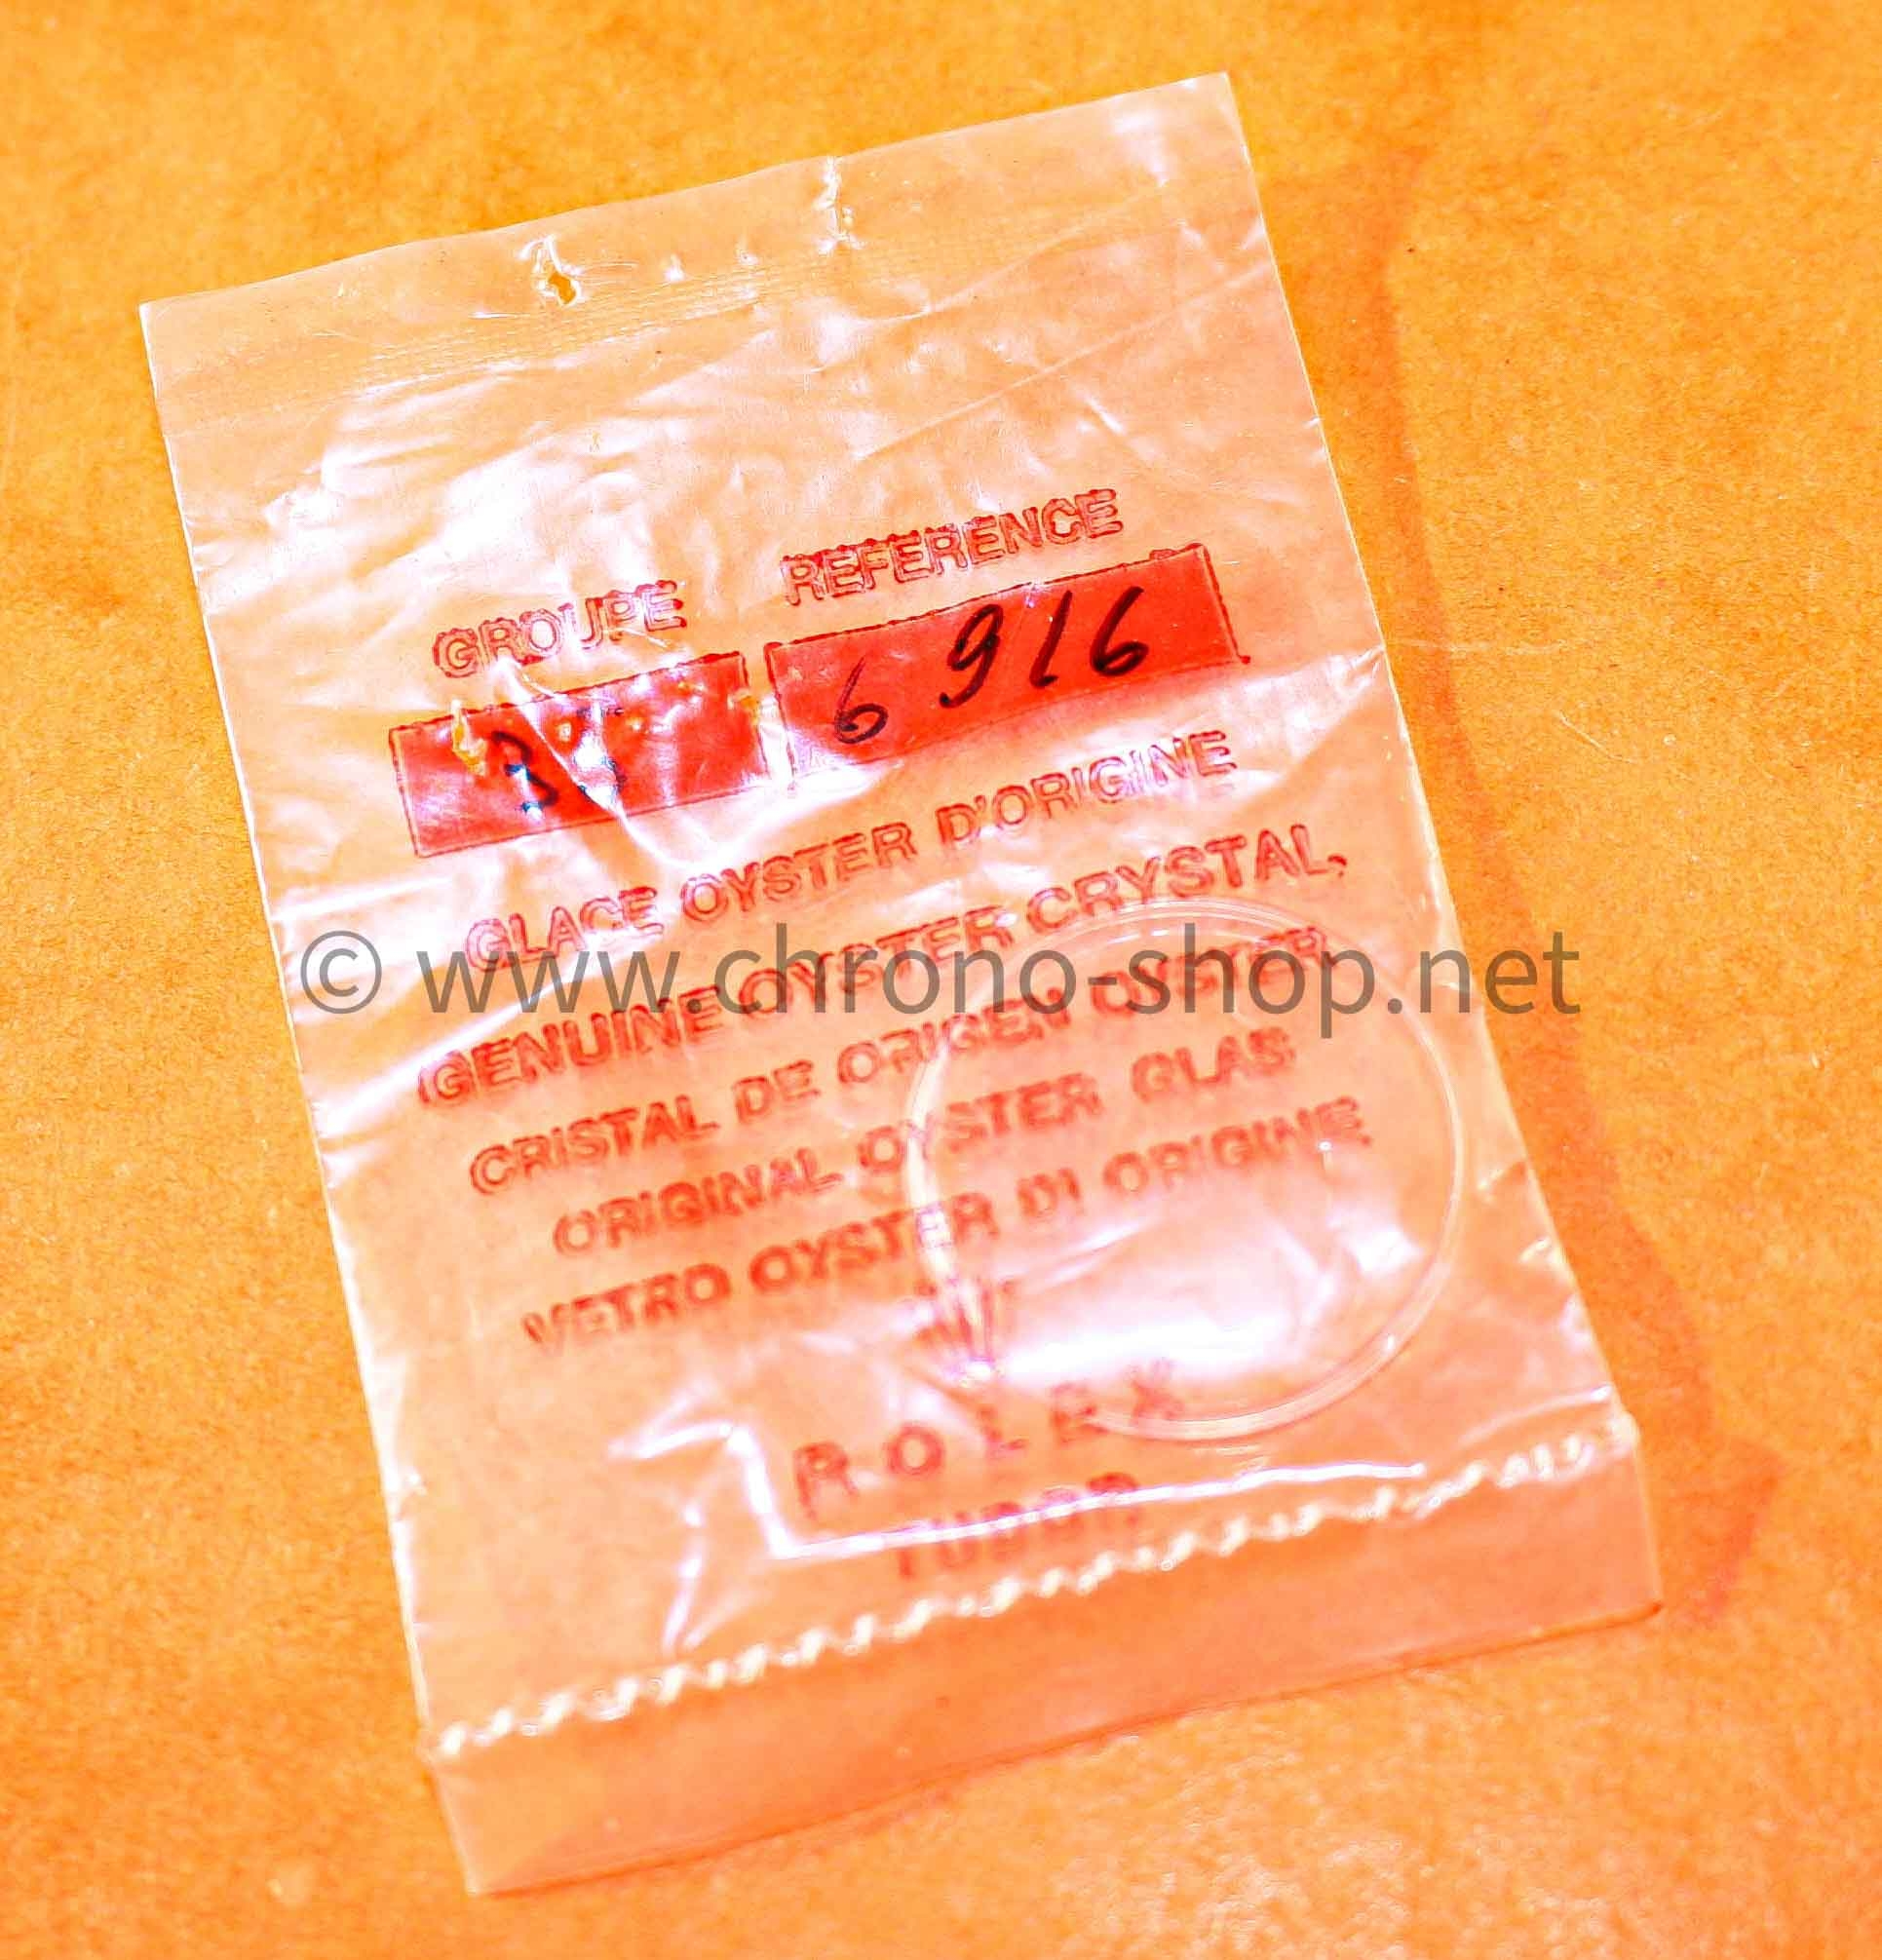 GROUPE REFERENCE
6916
GLACE OYSTER D'ORIGINE
GENUINE OYSTER CRYSTAL
© www.chrono-shop.net
CRISTAL DE ORIGEN OYSTER
ORIGINAL OYSTER GLAS
VETRO OYSTER DI ORIGINE
ROLEX
TUDOR